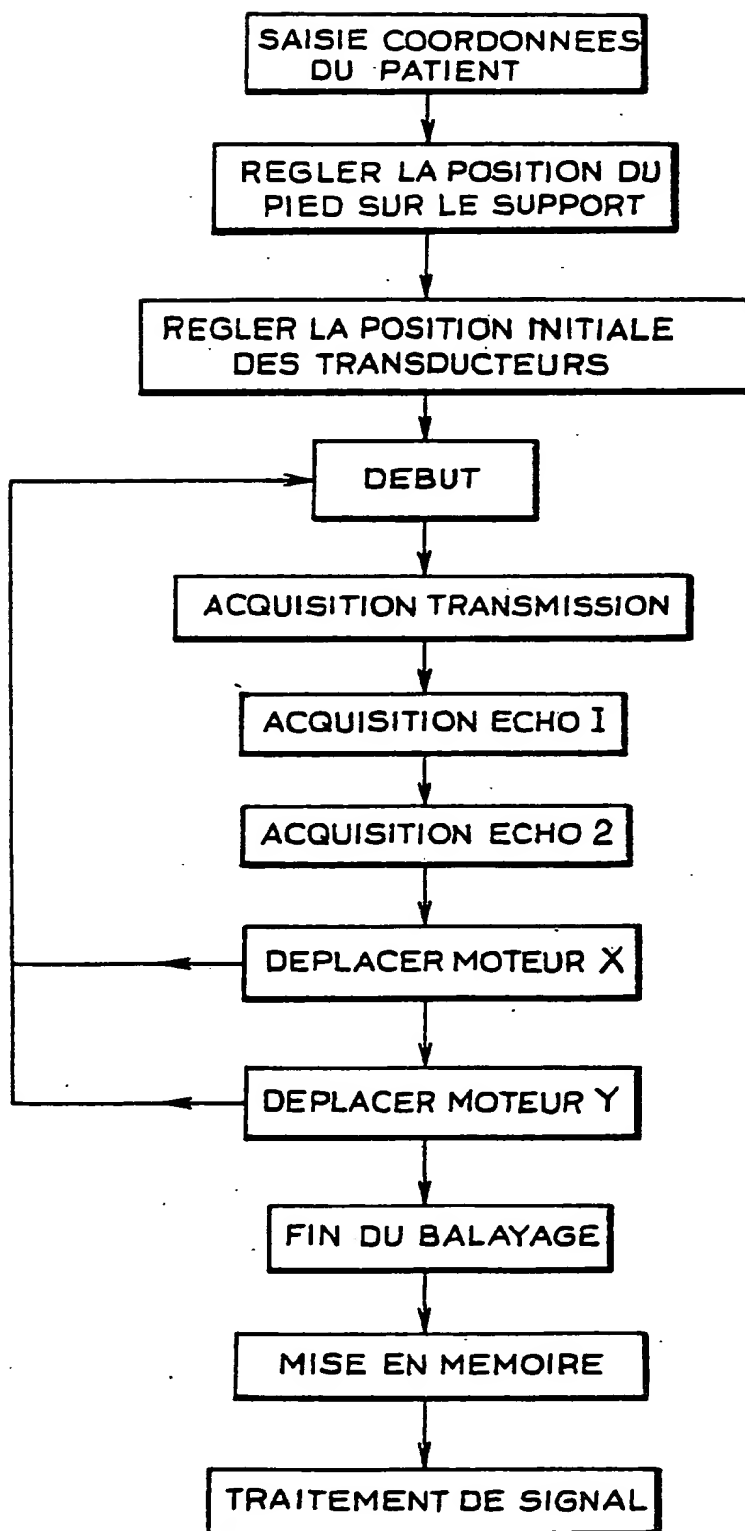 SAISIE COORDONNEES
DU PATIENT
REGLER LA POSITION DU
PIED SUR LE SUPPORT
REGLER LA POSITION INITIALE
DES TRANSDUCTEURS
DEBUT
ACQUISITION TRANSMISSION
ACQUISITION ECHO I
ACQUISITION ECHO 2
DEPLACER MOTEUR X
DEPLACER MOTEUR Y
FIN DU BALAYAGE
MISE EN MEMOIRE
TRAITEMENT DE SIGNAL